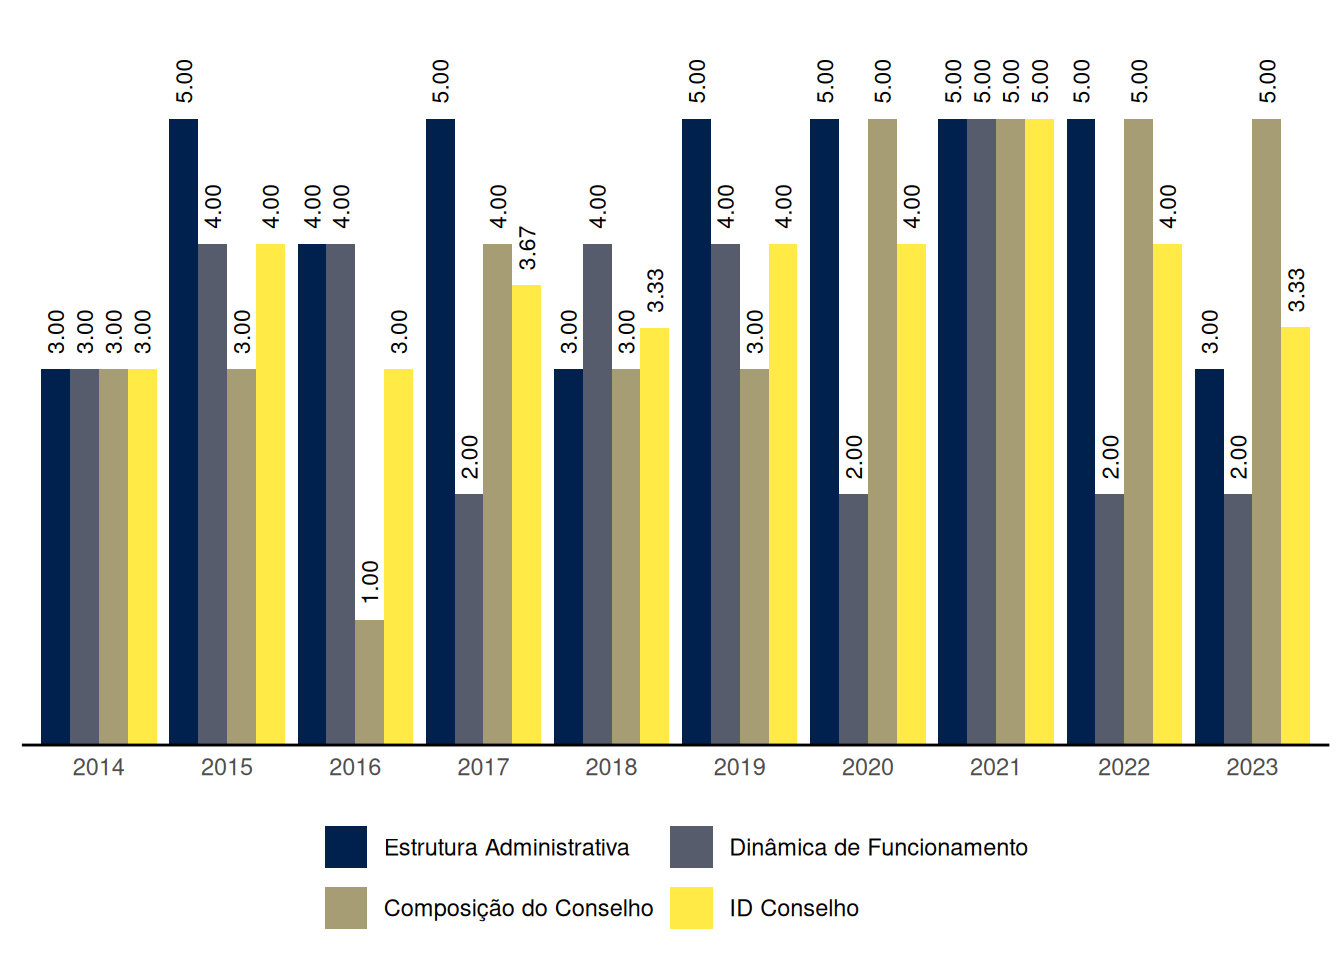 3.00 3.00 3.00 3.00
5.00 4.00 3.00 4.00
4.00 4.00 1.00 3.00
5.00 2.00 4.00 3.67
3.00 4.00 3.00 3.33
5.00 4.00 3.00 4.00
5.00 2.00 5.00 4.00
5.00 5.00 5.00 5.00
5.00 2.00 5.00 4.00
3.00 2.00 5.00 3.33
2014 2015 2016 2017 2018 2019 2020 2021 2022 2023
Estrutura Administrativa Dinâmica de Funcionamento
Composição do Conselho ID Conselho